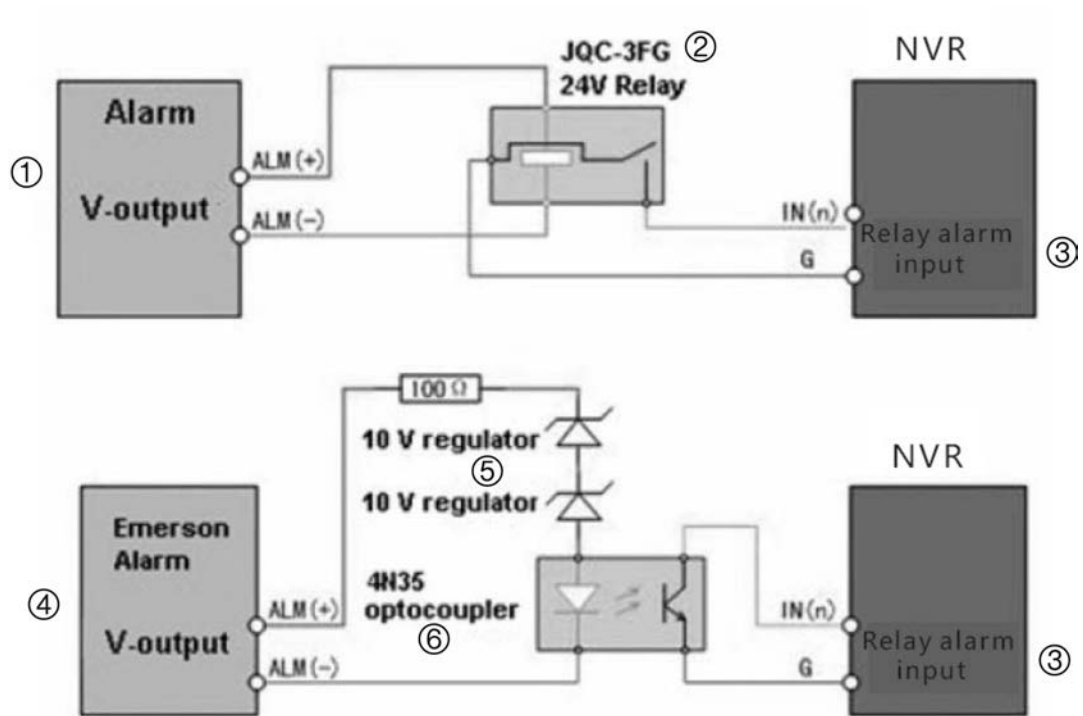 JQC-3FG ②
24V Relay
NVR
Alarm
V-output
①
ALM(+)
ALM(-)
IN(n)
G
Relay alarm
input
③
100Ω
10 V regulator
⑤
10 V regulator
NVR
Emerson
Alarm
V-output
④
4N35
optocoupler
⑥
ALM(+)
ALM(-)
IN(n)
G
Relay alarm
input
③